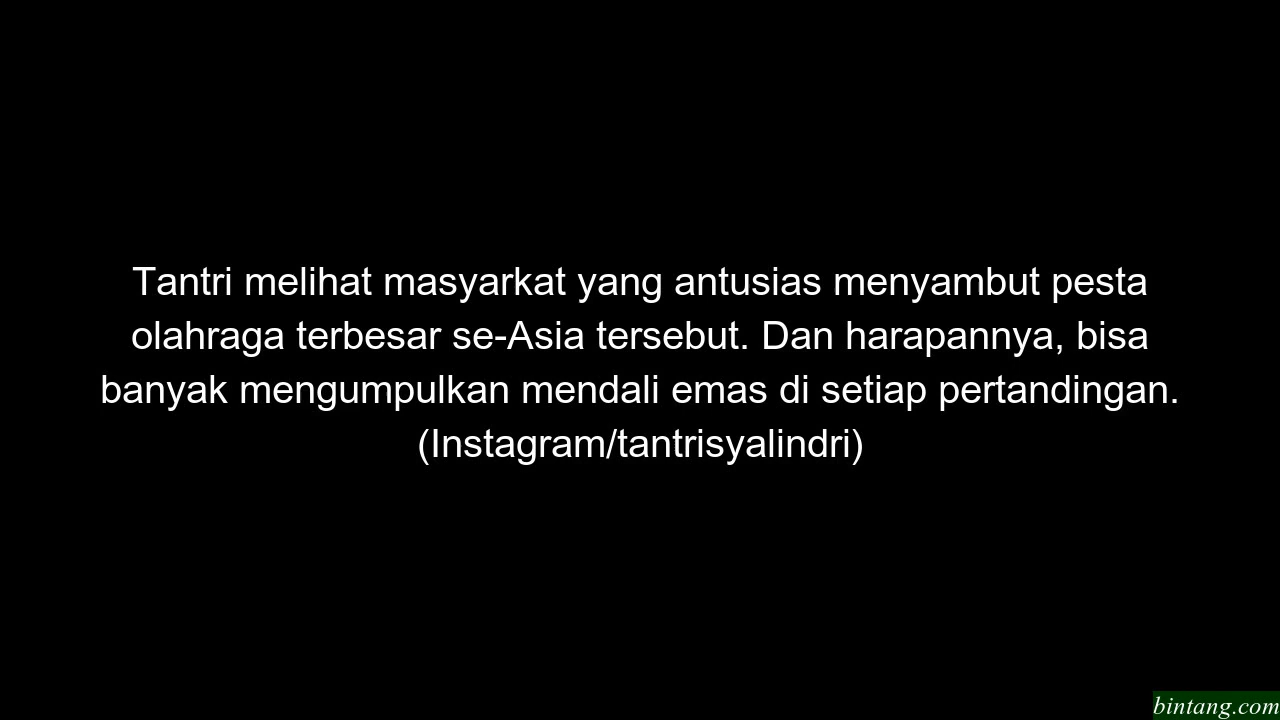 Tantri melihat masyarkat yang antusias menyambut pesta
olahraga terbesar se-Asia tersebut. Dan harapannya, bisa
banyak mengumpulkan mendali emas di setiap pertandingan.
(Instagram/tantrisyalindri)
bintang.com